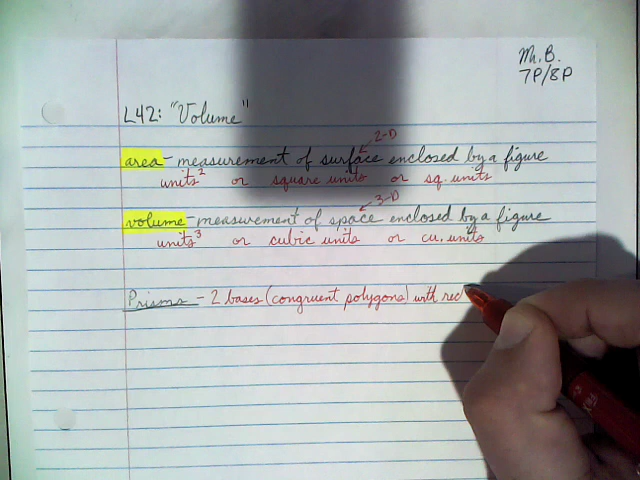 Mr. B.
7P/8P
L42: "Volume"
2-D
area - measurement of surface enclosed by a figure
units² or square units or sq. units
3-D
volume - measurement of space enclosed by a figure
units³ or cubic units or cu. units
Prisms - 2 bases (congruent polygons) with rec